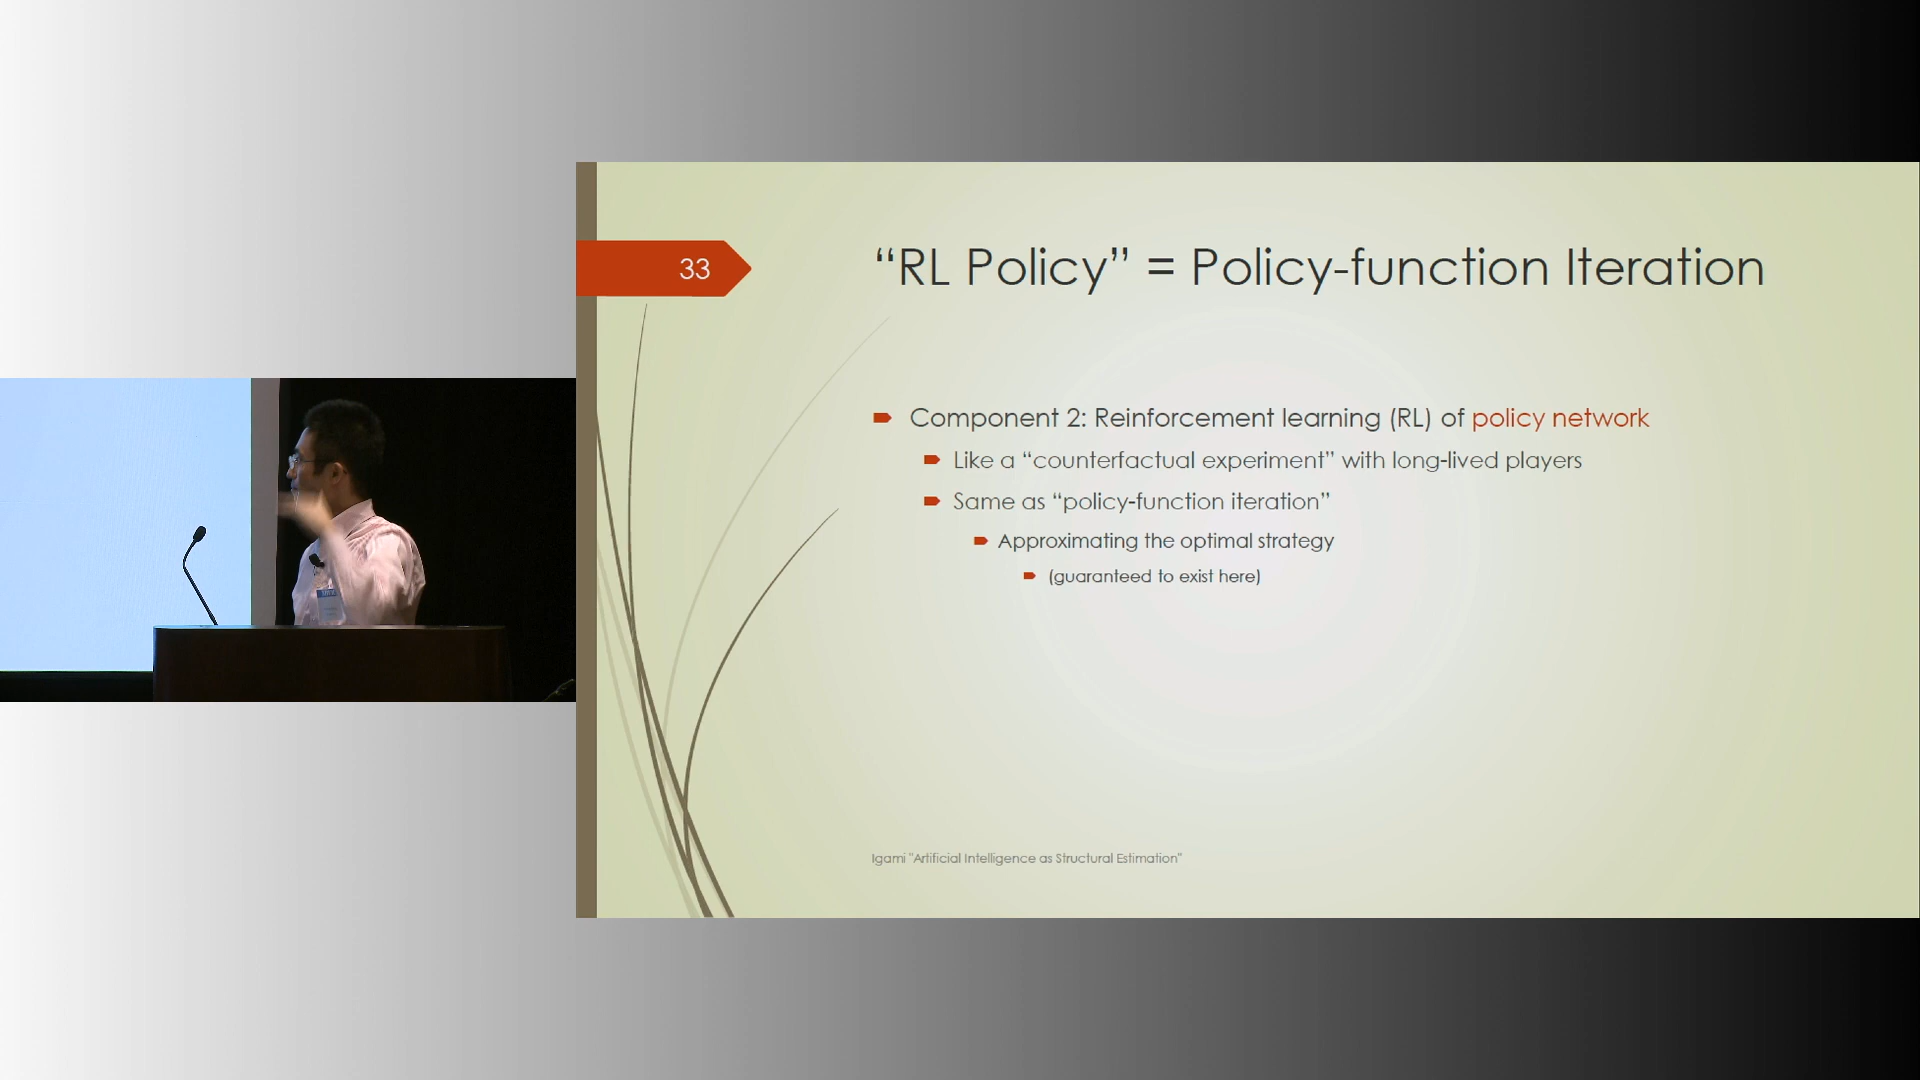 33
“RL Policy” = Policy-function Iteration
Component 2: Reinforcement learning (RL) of policy network
Like a “counterfactual experiment” with long-lived players
Same as “policy-function iteration”
Approximating the optimal strategy
(guaranteed to exist here)
Igami "Artificial Intelligence as Structural Estimation"